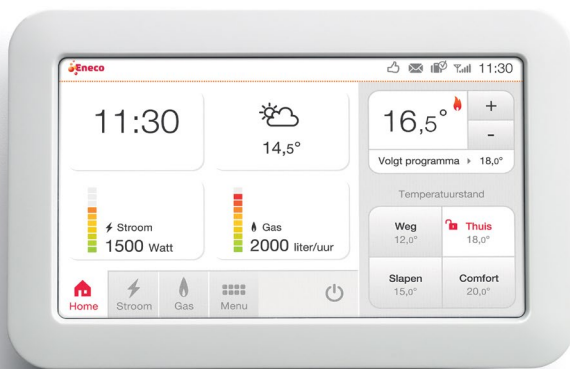 Eneco
11:30
11:30
14,5°
16,5°
+
-
Volgt programma ▸ 18,0°
Stroom
1500 Watt
Gas
2000 liter/uur
Temperatuurstand
Weg
12,0°
Thuis
18,0°
Slapen
15,0°
Comfort
20,0°
Home
Stroom
Gas
Menu